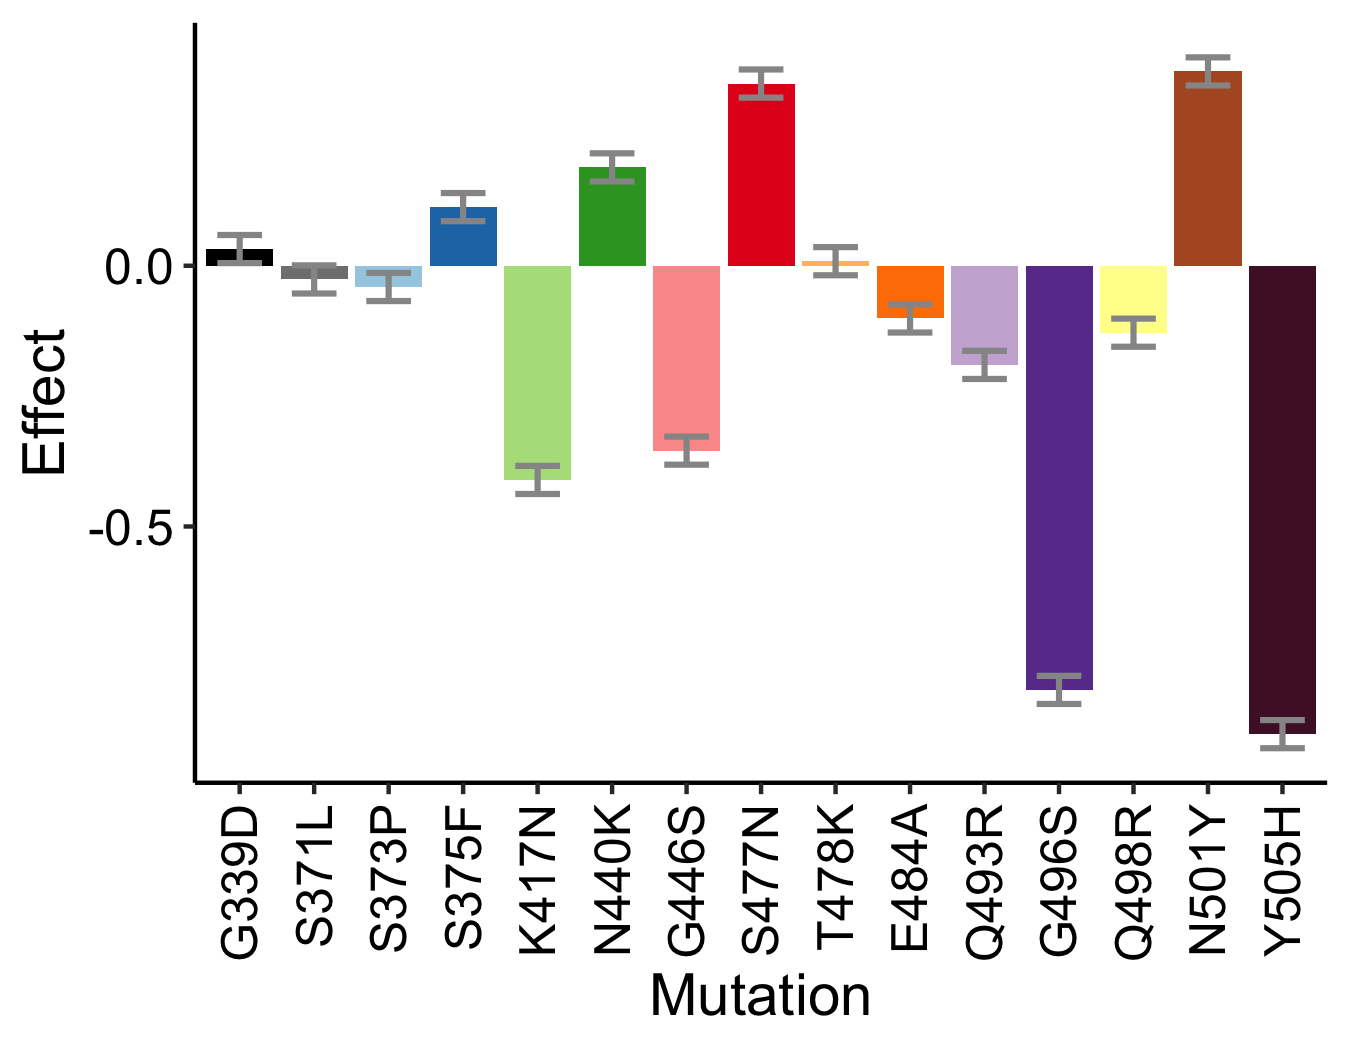 Effect
0.0
-0.5
G339D
S371L
S373P
S375F
K417N
N440K
G446S
S477N
T478K
E484A
Q493R
G496S
Q498R
N501Y
Y505H
Mutation